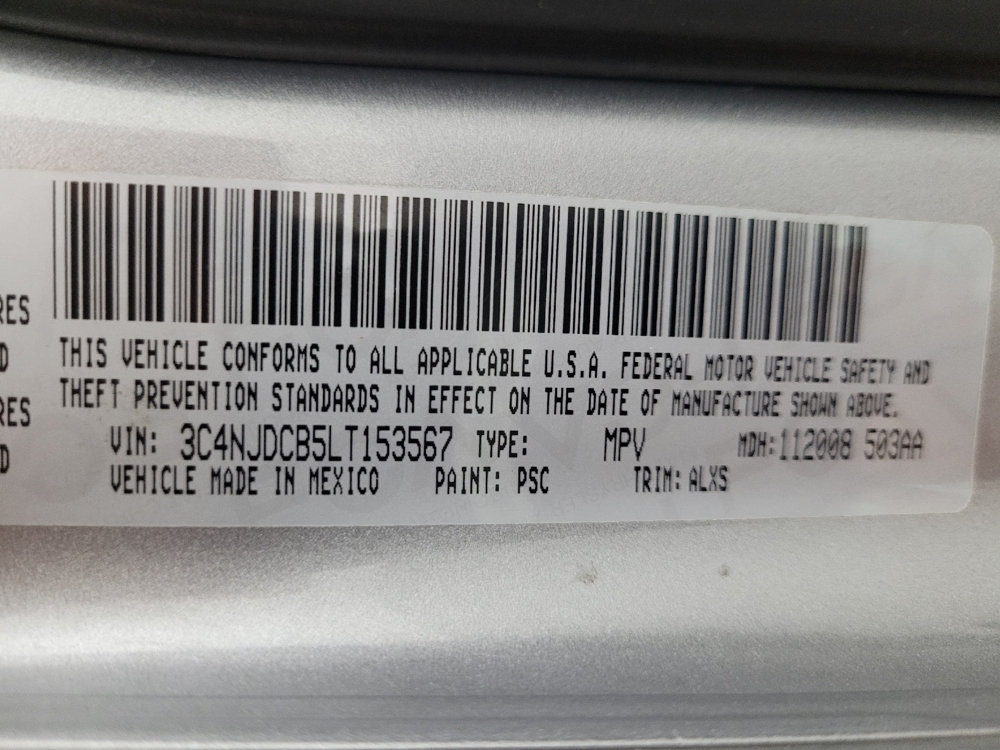 RES
THIS VEHICLE CONFORMS TO ALL APPLICABLE U.S.A. FEDERAL MOTOR VEHICLE SAFETY AND
D
THEFT PREVENTION STANDARDS IN EFFECT ON THE DATE OF MANUFACTURE SHOWN ABOVE.
RES
VIN: 3C4NJDCB5LT153567 TYPE: MPV MDH:112008 503AA
D
VEHICLE MADE IN MEXICO PAINT: PSC TRIM: ALXS